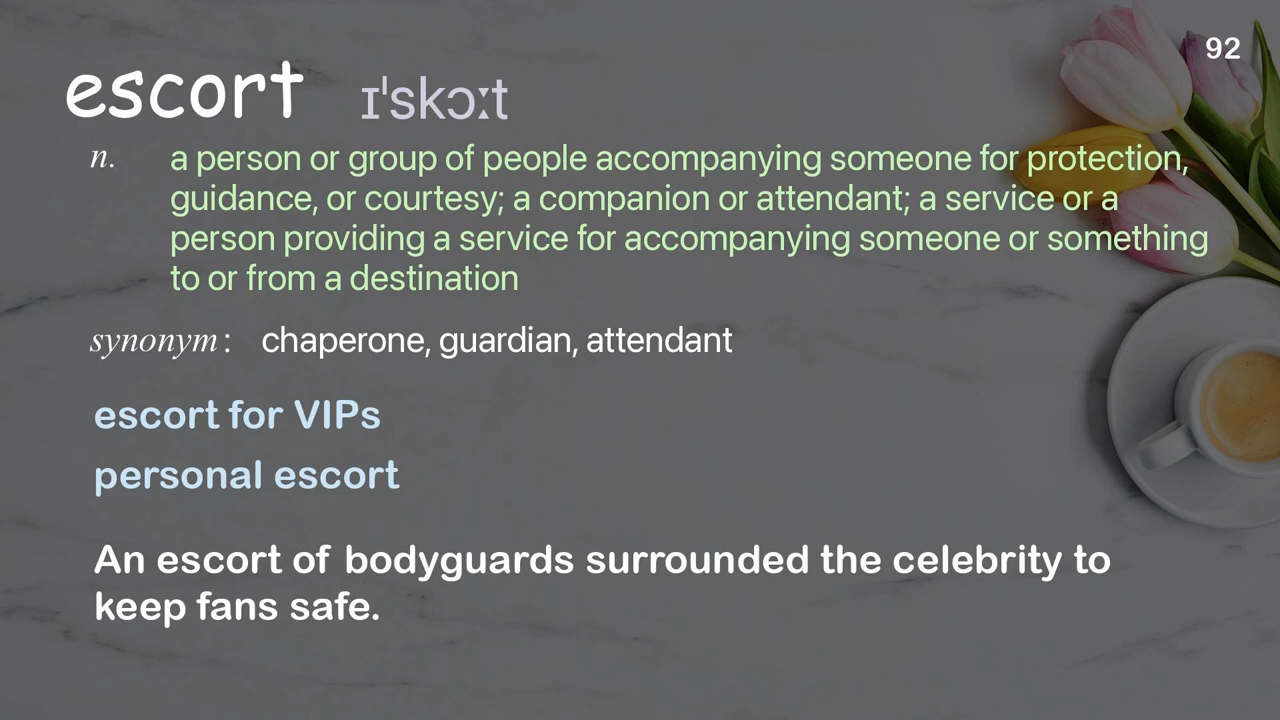 92
escort ɪˈskɔːt
n. a person or group of people accompanying someone for protection,
guidance, or courtesy; a companion or attendant; a service or a
person providing a service for accompanying someone or something
to or from a destination
synonym: chaperone, guardian, attendant
escort for VIPs
personal escort
An escort of bodyguards surrounded the celebrity to
keep fans safe.